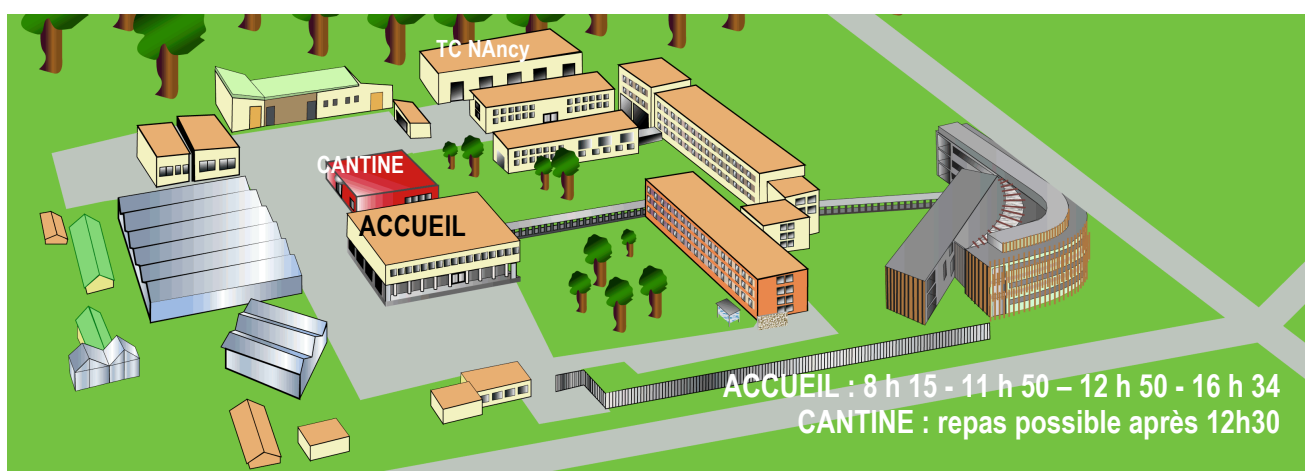 TC NAncy
CANTINE
ACCUEIL
ACCUEIL : 8 h 15 - 11 h 50 – 12 h 50 - 16 h 34
CANTINE : repas possible après 12h30